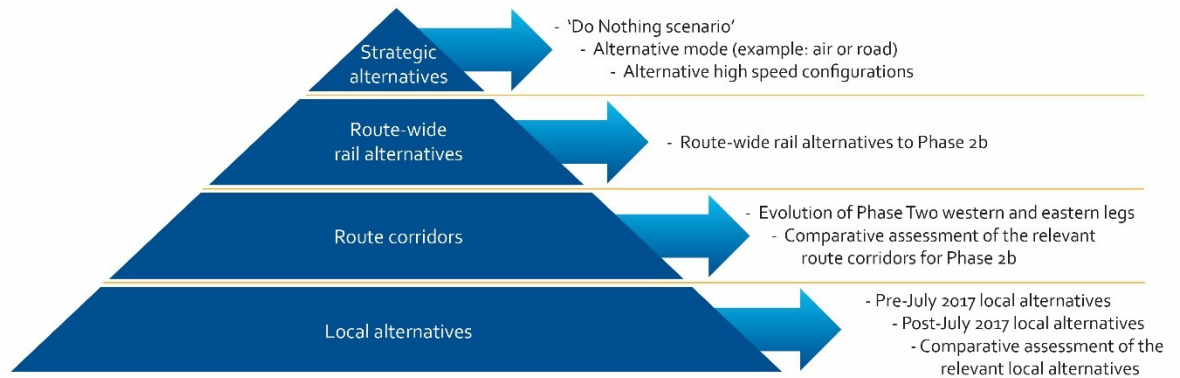 Strategic
alternatives
- ‘Do Nothing scenario’
- Alternative mode (example: air or road)
- Alternative high speed configurations
Route-wide
rail alternatives
- Route-wide rail alternatives to Phase 2b
Route corridors
- Evolution of Phase Two western and eastern legs
- Comparative assessment of the relevant
route corridors for Phase 2b
Local alternatives
- Pre-July 2017 local alternatives
- Post-July 2017 local alternatives
- Comparative assessment of the
relevant local alternatives